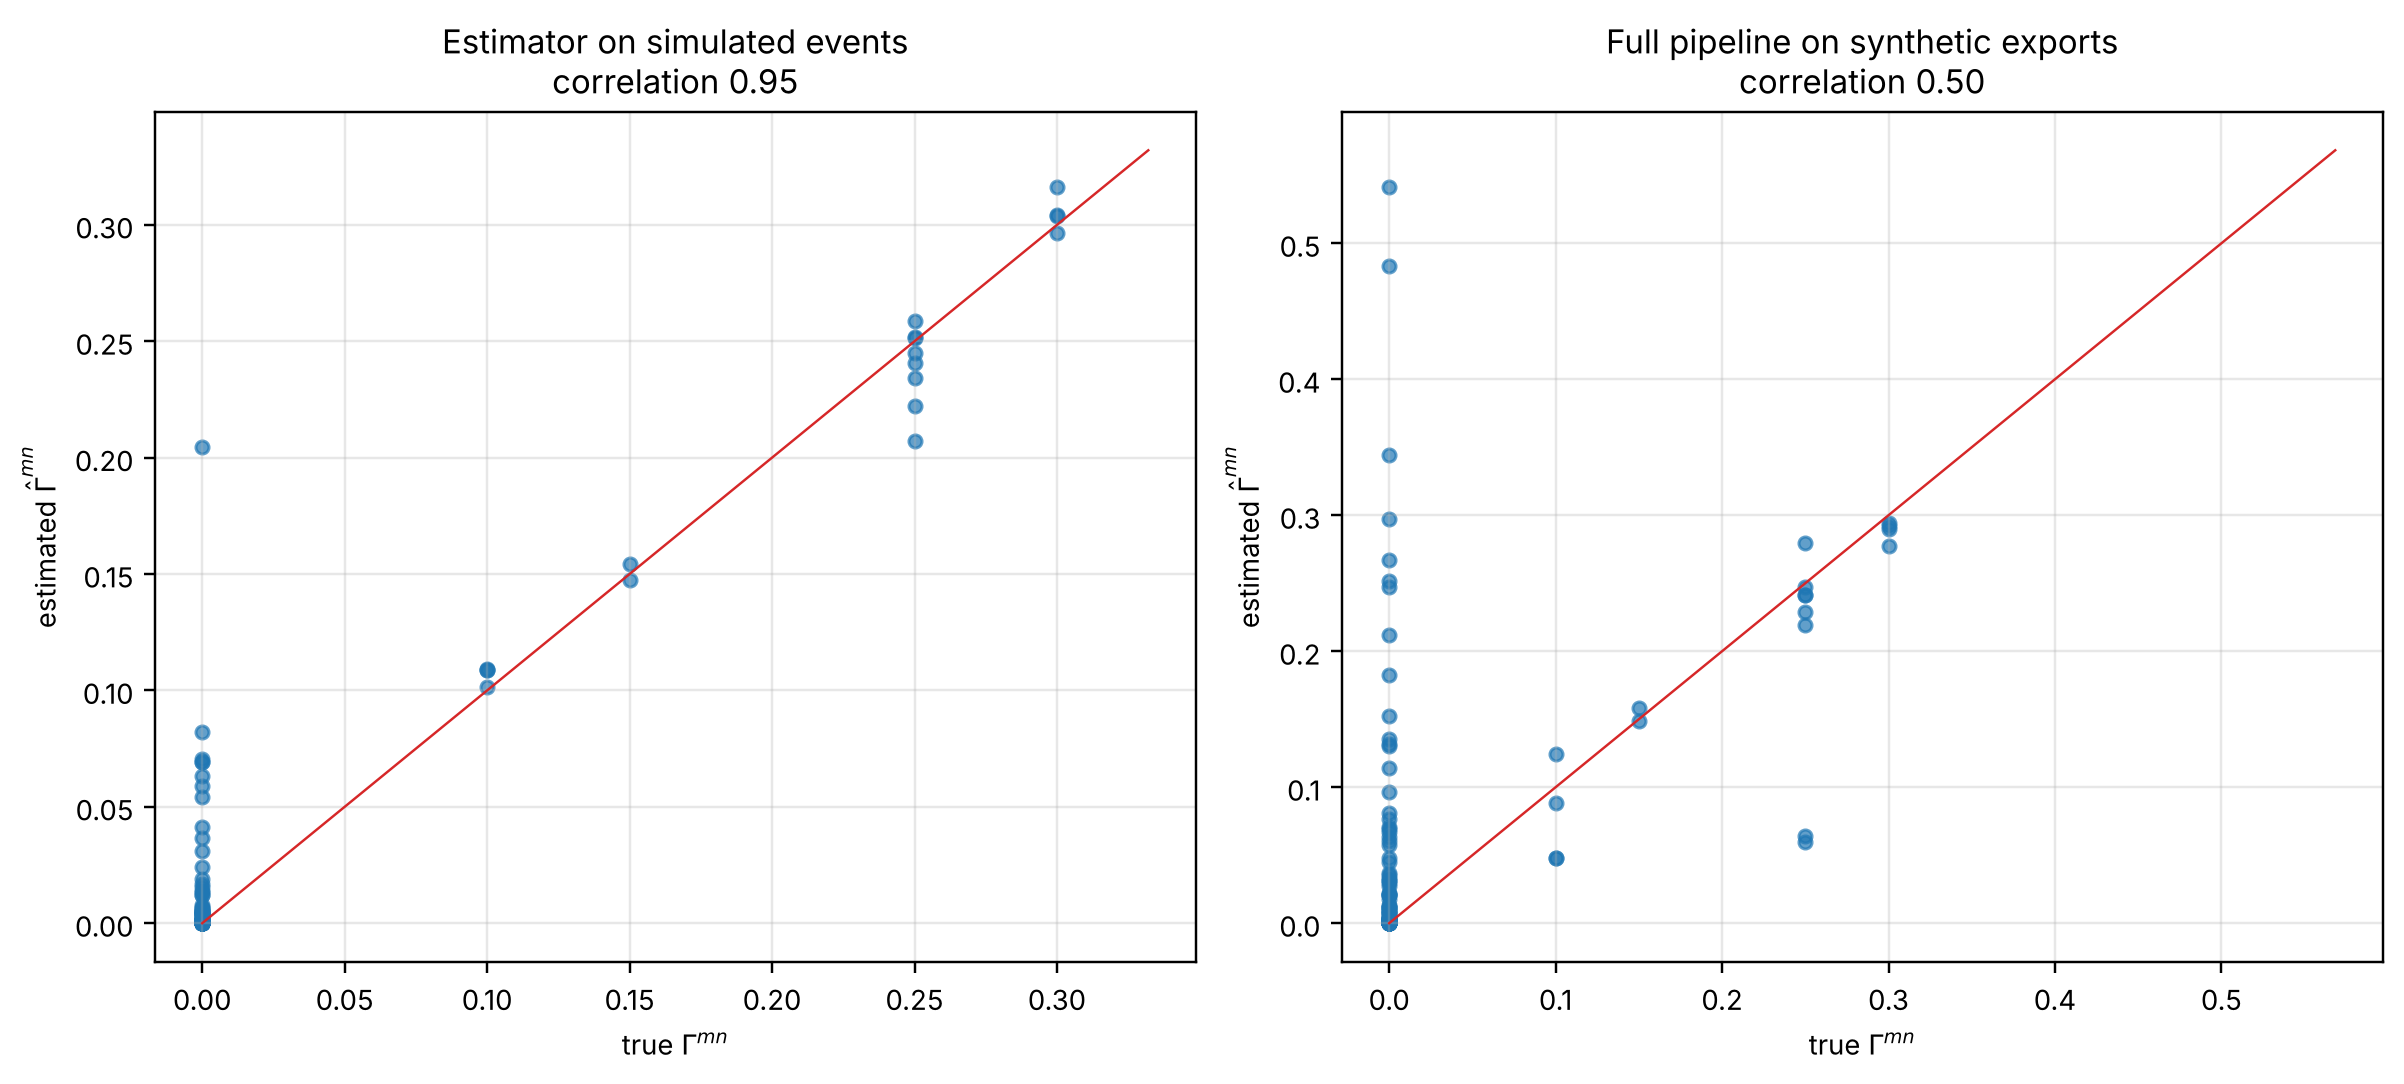 Estimator on simulated events
correlation 0.95
0.30
0.25
0.20
0.15
0.10
0.05
0.00
estimated Γ̂^{mn}
0.00 0.05 0.10 0.15 0.20 0.25 0.30
true Γ^{mn}
Full pipeline on synthetic exports
correlation 0.50
0.5
0.4
0.3
0.2
0.1
0.0
estimated Γ̂^{mn}
0.0 0.1 0.2 0.3 0.4 0.5
true Γ^{mn}